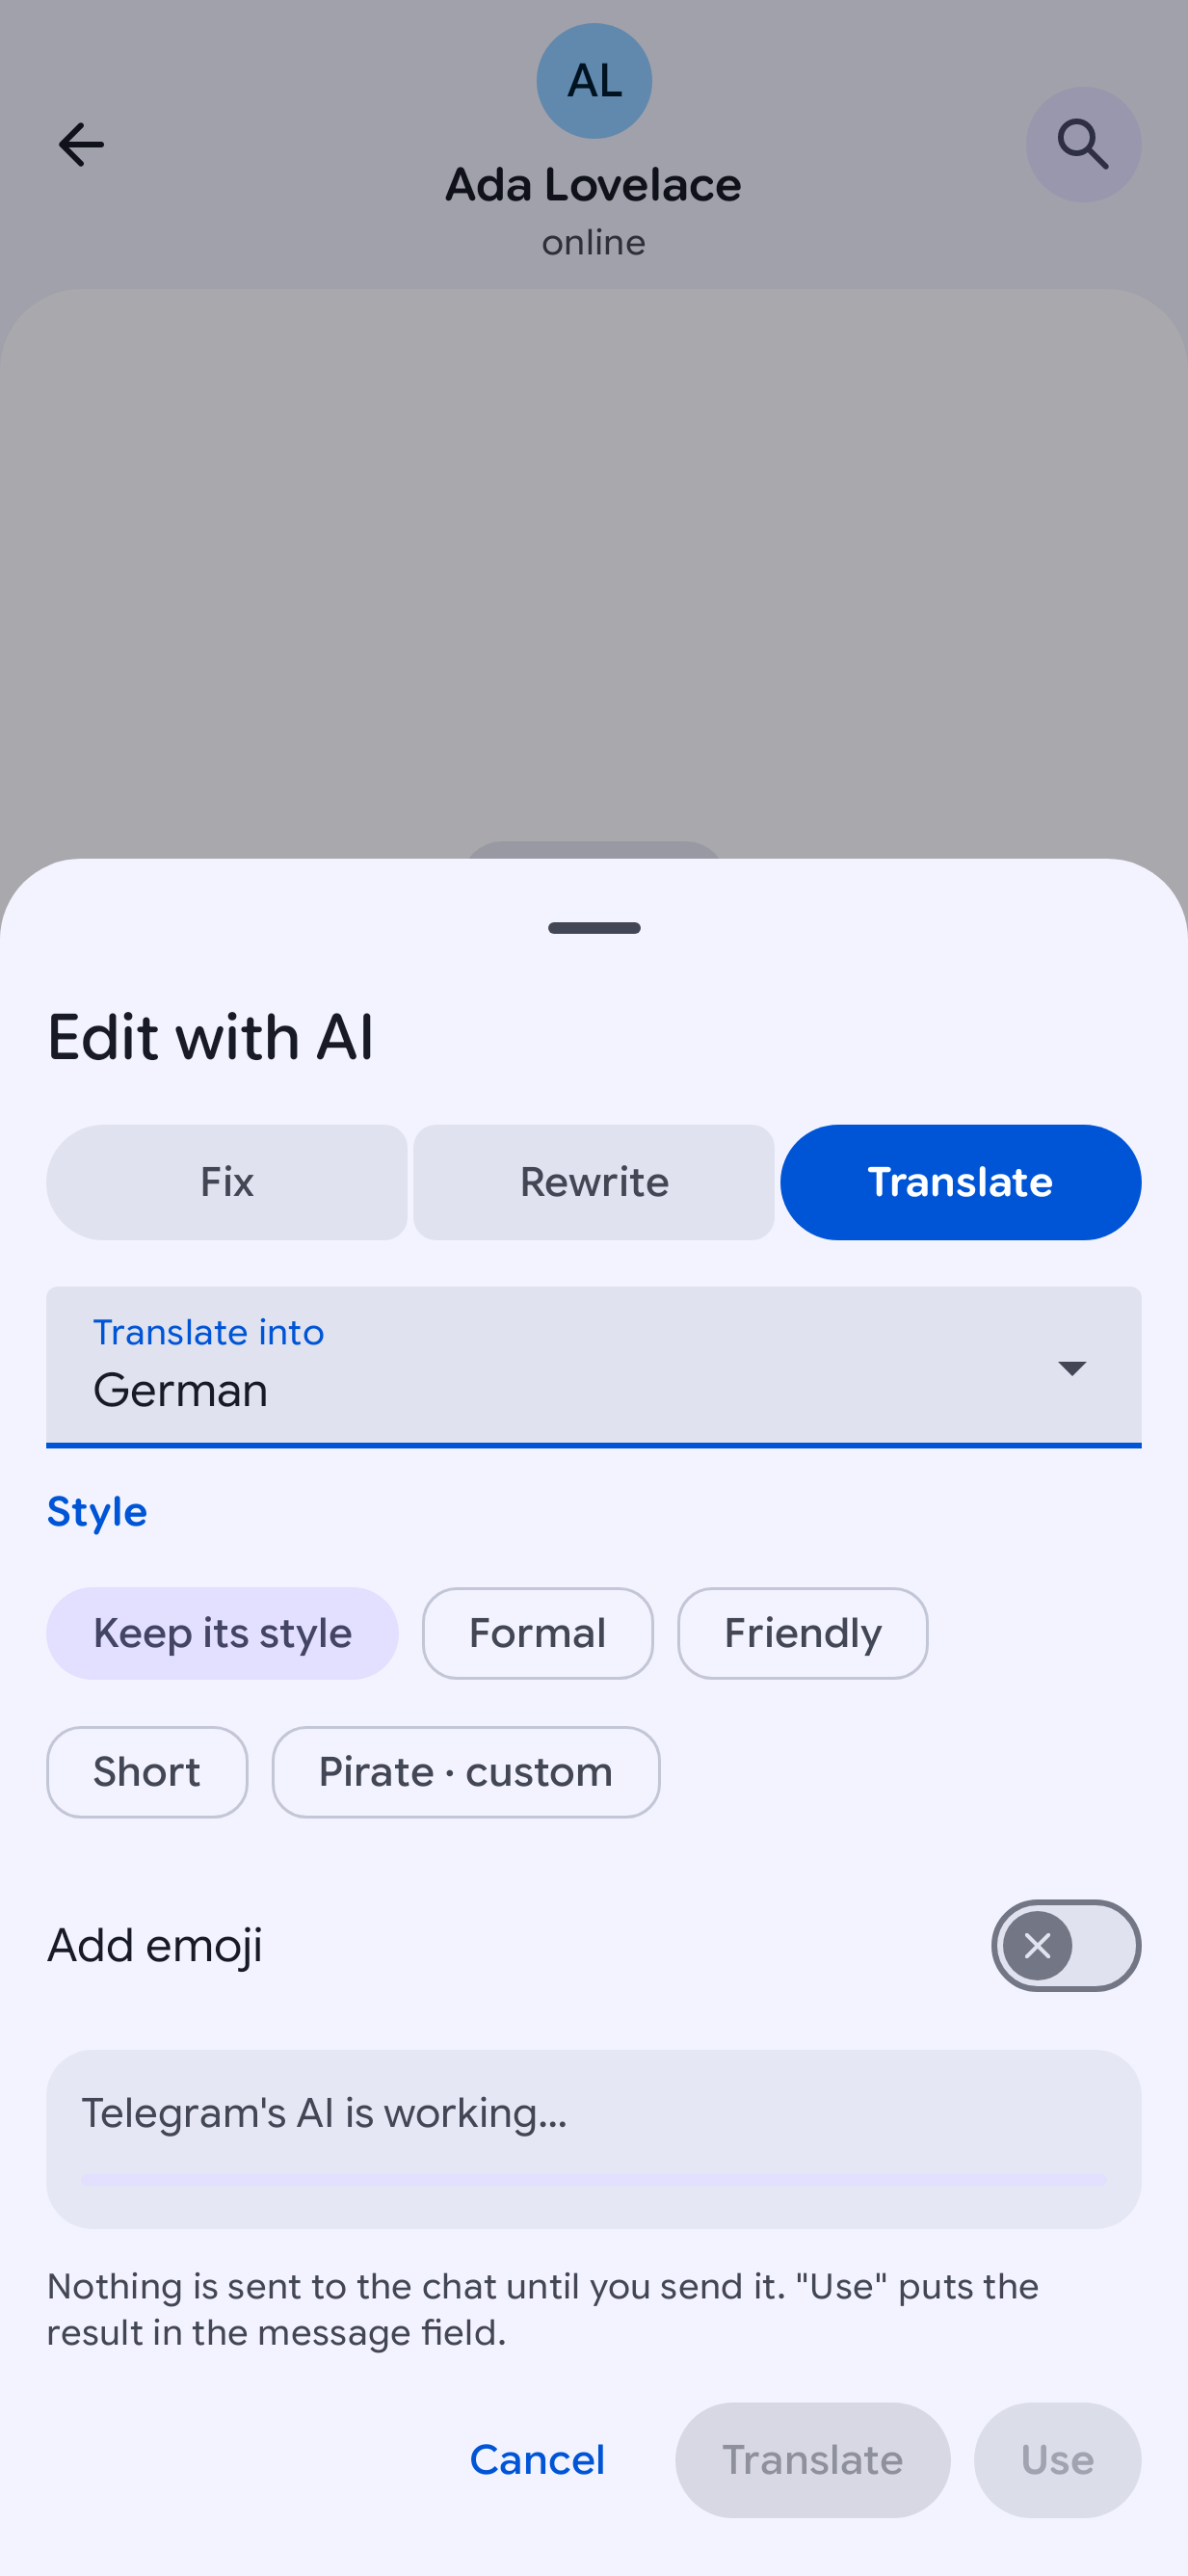 AL
Ada Lovelace
online
Edit with AI
Fix
Rewrite
Translate
Translate into
German
Style
Keep its style
Formal
Friendly
Short
Pirate · custom
Add emoji
Telegram's AI is working...
Nothing is sent to the chat until you send it. "Use" puts the
result in the message field.
Cancel
Translate
Use